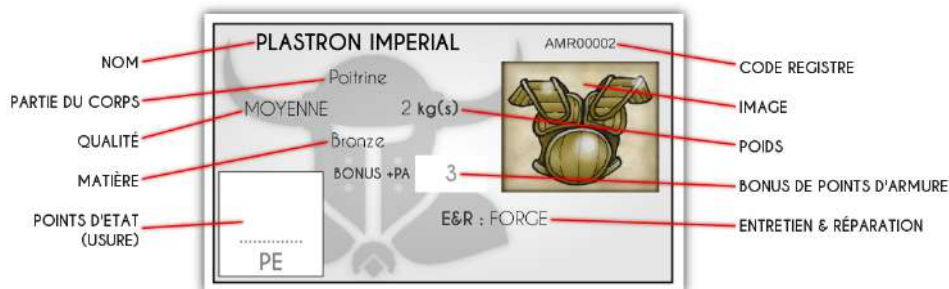 PLASTRON IMPERIAL
AMR00002
Poitrine
MOYENNE 2 kg(s)
Bronze
BONUS +PA 3
E&R : FORGE
..............
PE
NOM
PARTIE DU CORPS
QUALITÉ
MATIÈRE
POINTS D'ETAT
(USURE)
CODE REGISTRE
IMAGE
POIDS
BONUS DE POINTS D'ARMURE
ENTRETIEN & RÉPARATION